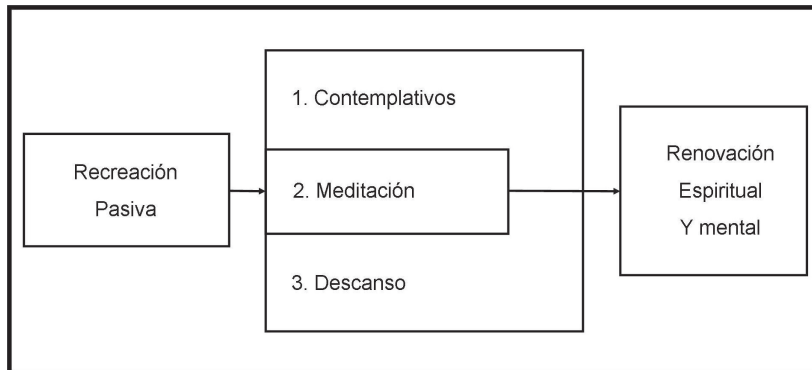 Recreación
Pasiva
1. Contemplativos
2. Meditación
3. Descanso
Renovación
Espiritual
Y mental